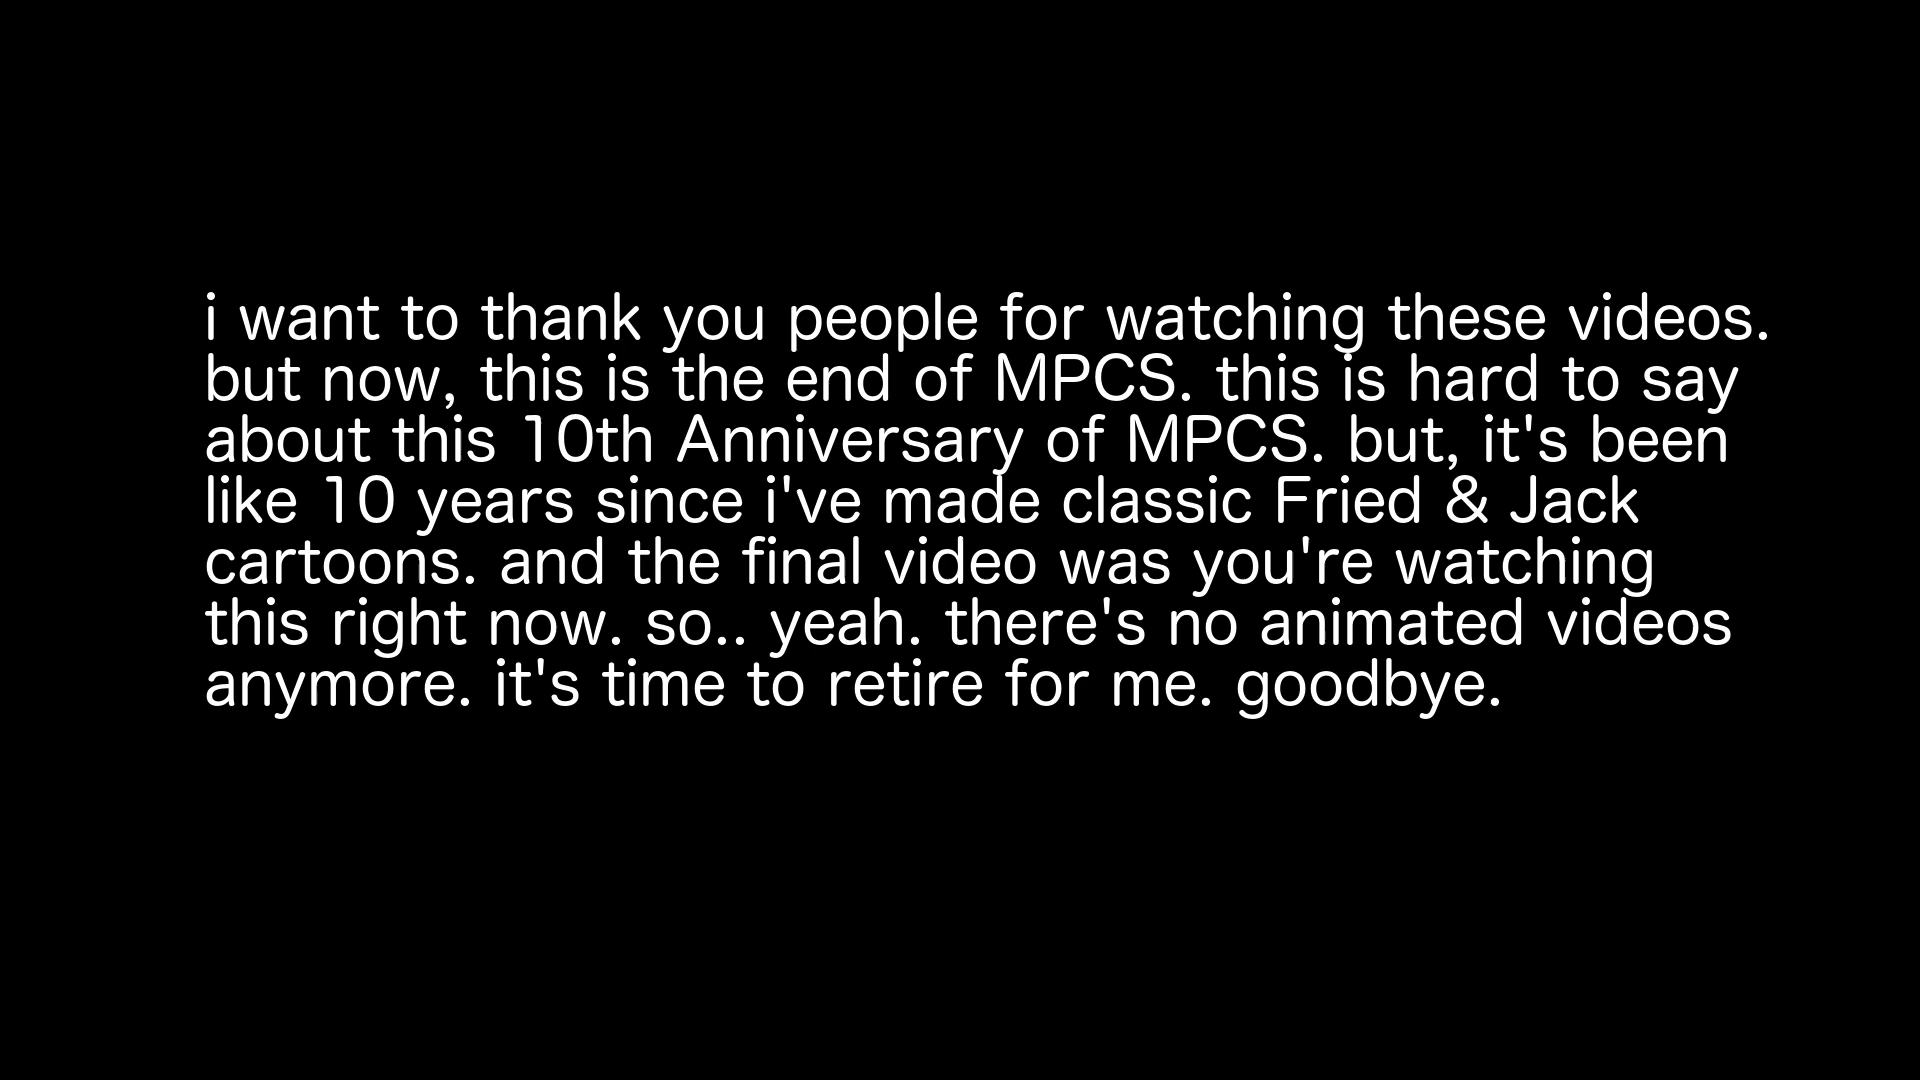 i want to thank you people for watching these videos.
but now, this is the end of MPCS. this is hard to say
about this 10th Anniversary of MPCS. but, it's been
like 10 years since i've made classic Fried & Jack
cartoons. and the final video was you're watching
this right now. so.. yeah. there's no animated videos
anymore. it's time to retire for me. goodbye.